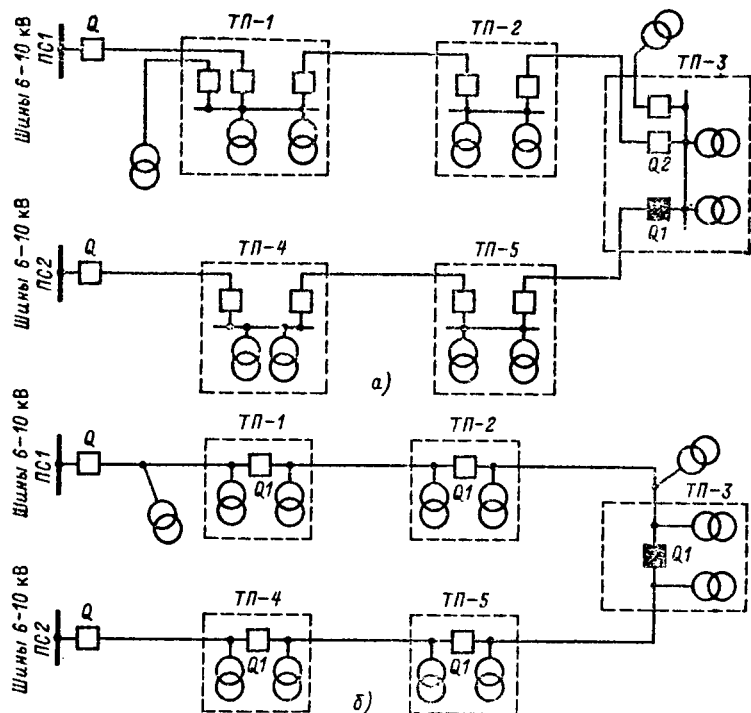 Шины 6-10 кВ
ПС1
Q
ТП-1
ТП-2
ТП-3
Q2
Q1
Шины 6-10 кВ
ПС2
Q
ТП-4
ТП-5
а)
Шины 6-10 кВ
ПС1
Q
ТП-1
Q1
ТП-2
Q1
ТП-3
Q1
Шины 6-10 кВ
ПС2
Q
ТП-4
Q1
ТП-5
Q1
б)